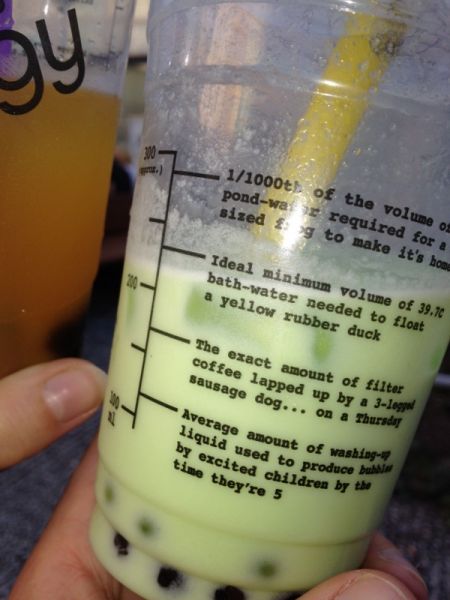 gy
300
(approx.)
1/1000th of the volume of
pond-water required for a
sized frog to make it's home
Ideal minimum volume of 39.7C
bath-water needed to float
a yellow rubber duck
200
The exact amount of filter
coffee lapped up by a 3-legged
sausage dog... on a Thursday
100
ml
Average amount of washing-up
liquid used to produce bubbles
by excited children by the
time they're 5